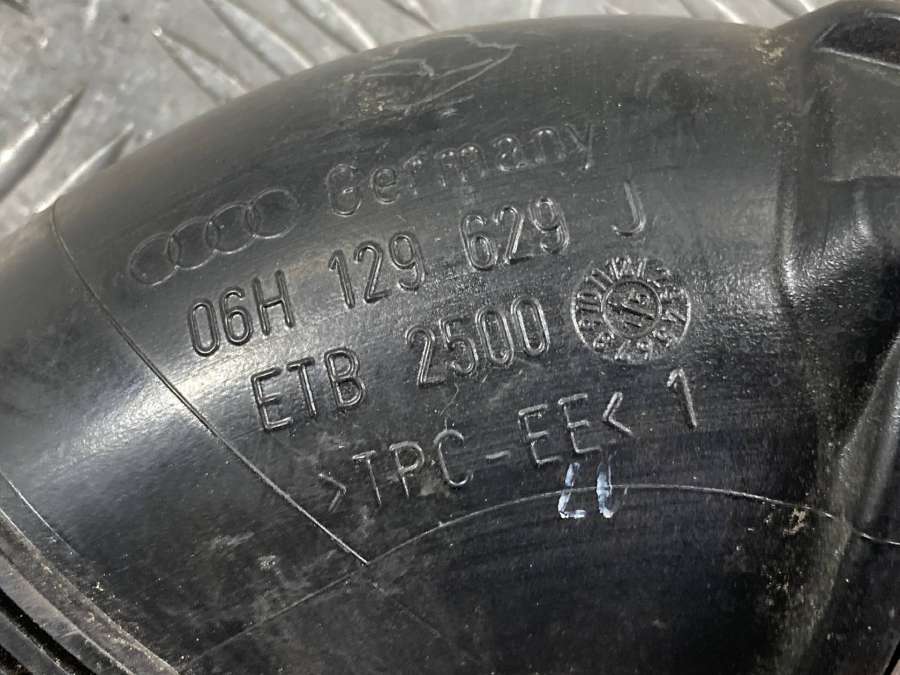 Germany
06H 129 629 J
ETB 2500
>TPC-EE< 1